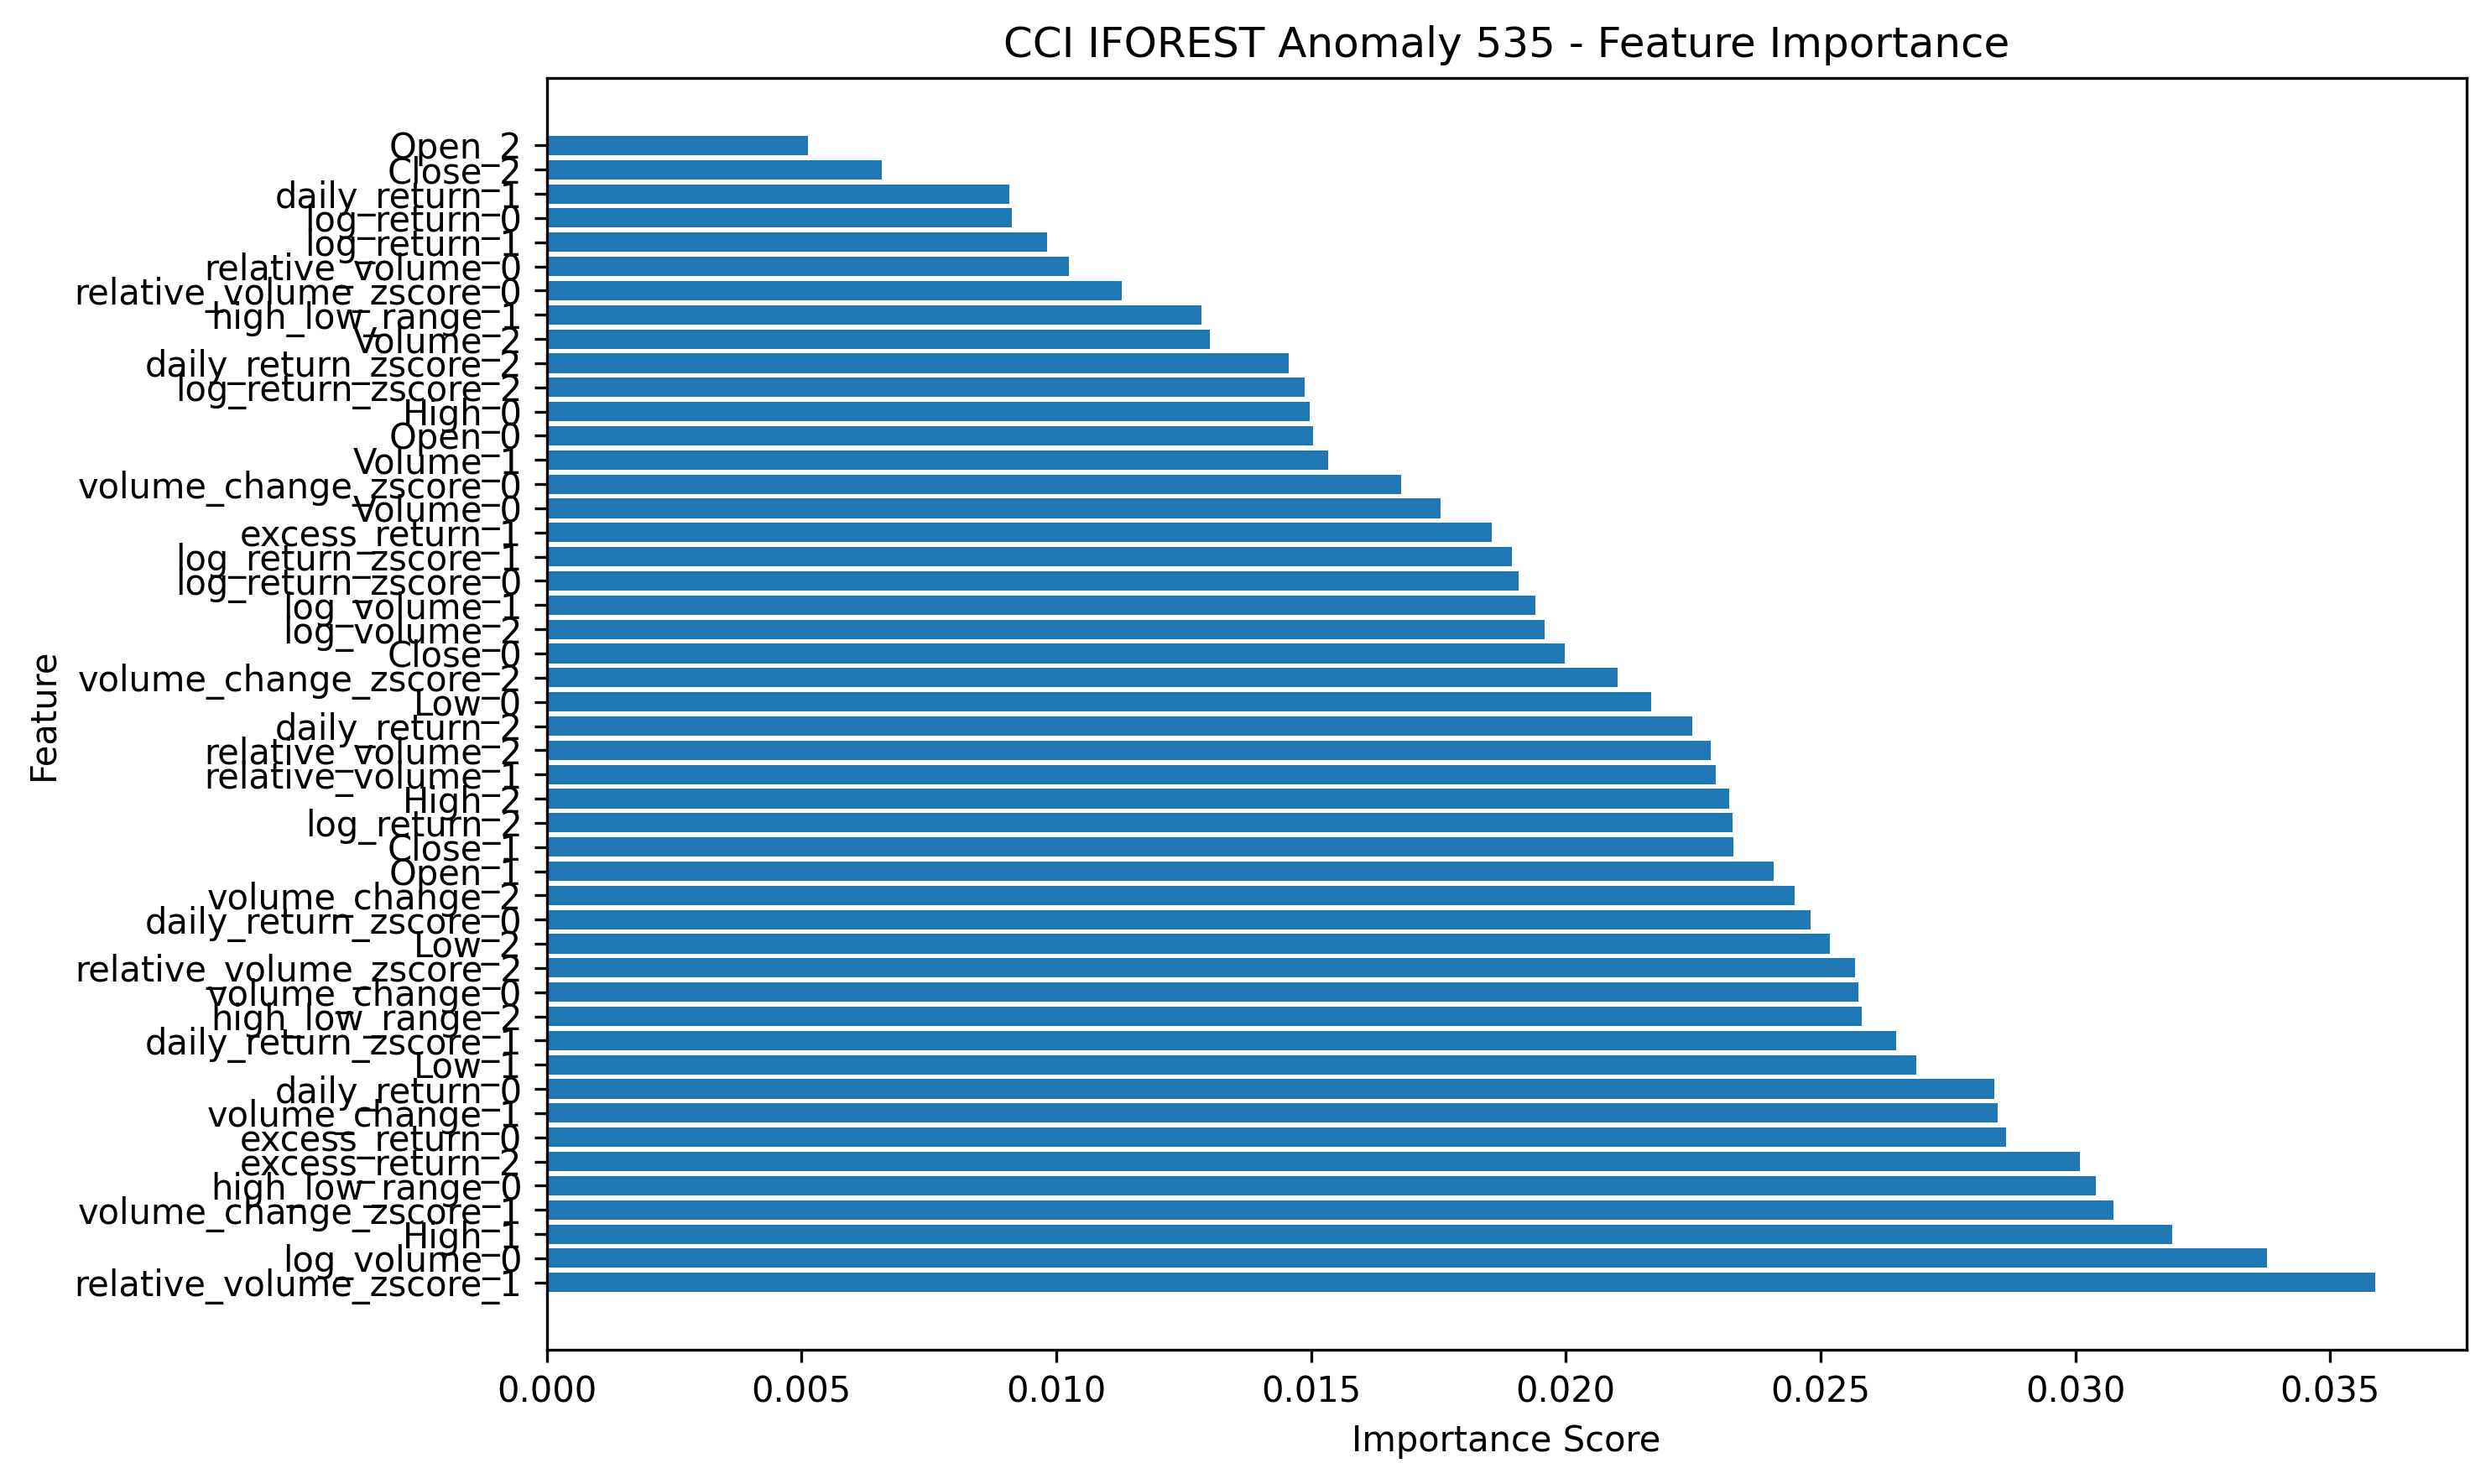 CCI IFOREST Anomaly 535 - Feature Importance
Open_2
Close_2
daily_return_1
log_return_0
log_return_1
relative_volume_0
relative_volume_zscore_0
high_low_range_1
Volume_2
daily_return_zscore_2
log_return_zscore_2
High_0
Open_0
Volume_1
volume_change_zscore_0
Volume_0
excess_return_1
log_return_zscore_1
log_return_zscore_0
log_volume_1
log_volume_2
Close_0
volume_change_zscore_2
Low_0
daily_return_2
relative_volume_2
relative_volume_1
High_2
log_return_2
Close_1
Open_1
volume_change_2
daily_return_zscore_0
Low_2
relative_volume_zscore_2
volume_change_0
high_low_range_2
daily_return_zscore_1
Low_1
daily_return_0
volume_change_1
excess_return_0
excess_return_2
high_low_range_0
volume_change_zscore_1
High_1
log_volume_0
relative_volume_zscore_1
Feature
0.000 0.005 0.010 0.015 0.020 0.025 0.030 0.035
Importance Score